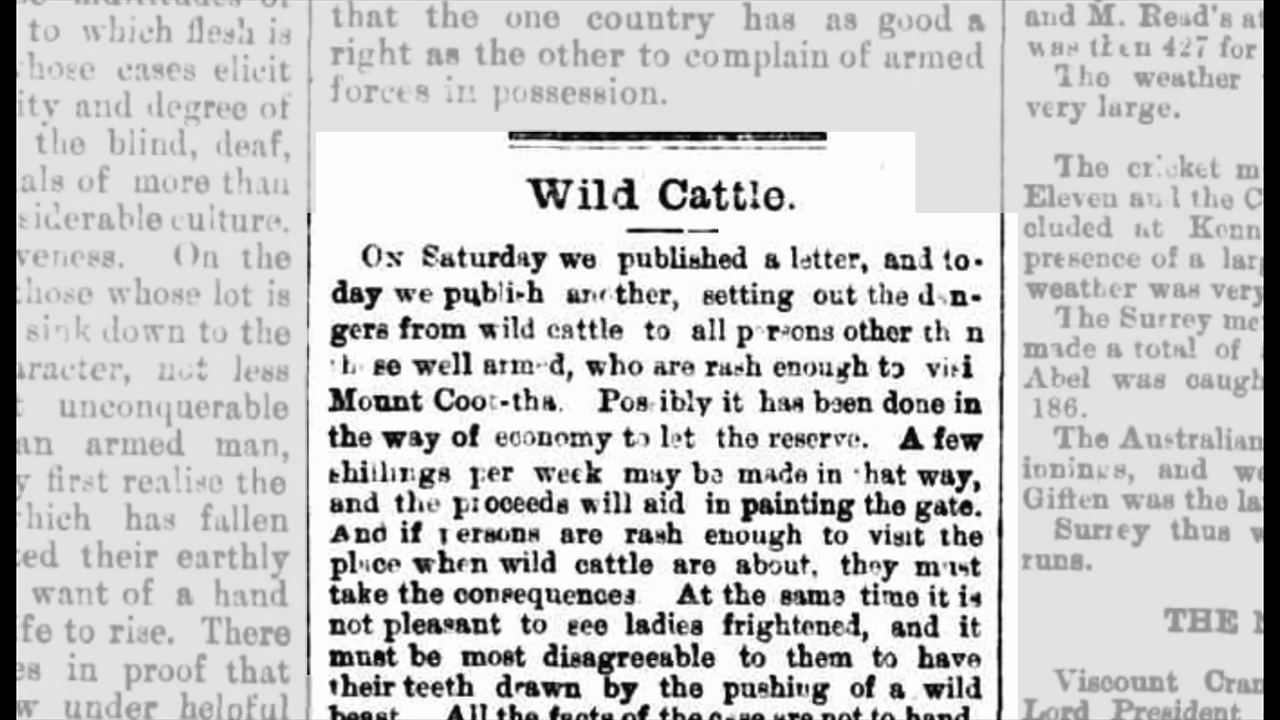 to which flesh is
whose cases elicit
ity and degree of
the blind, deaf,
als of more than
siderable culture.
veness. On the
those whose lot is
sink down to the
aracter, not less
unconquerable
an armed man,
y first realise the
which has fallen
ted their earthly
want of a hand
fe to rise. There
es in proof that
w under helpful
that the one country has as good a
right as the other to complain of armed
forces in possession.
Wild Cattle.
On Saturday we published a letter, and to-
day we publish another, setting out the dan-
gers from wild cattle to all persons other than
those well armed, who are rash enough to visi
Mount Coot-tha. Possibly it has been done in
the way of economy to let the reserve. A few
shillings per week may be made in that way,
and the proceeds will aid in painting the gate.
And if persons are rash enough to visit the
place when wild cattle are about, they must
take the consequences. At the same time it is
not pleasant to see ladies frightened, and it
must be most disagreeable to them to have
their teeth drawn by the pushing of a wild
beast. All the facts of the case are not to hand,
and M. Read's at
was then 427 for
The weather
very large.
The cricket m
Eleven and the C
cluded at Kenn
presence of a larg
weather was very
The Surrey me
made a total of
Abel was caugh
186.
The Australian
innings, and we
Giffen was the la
Surrey thus w
runs.
THE
Viscount Cran
Lord President